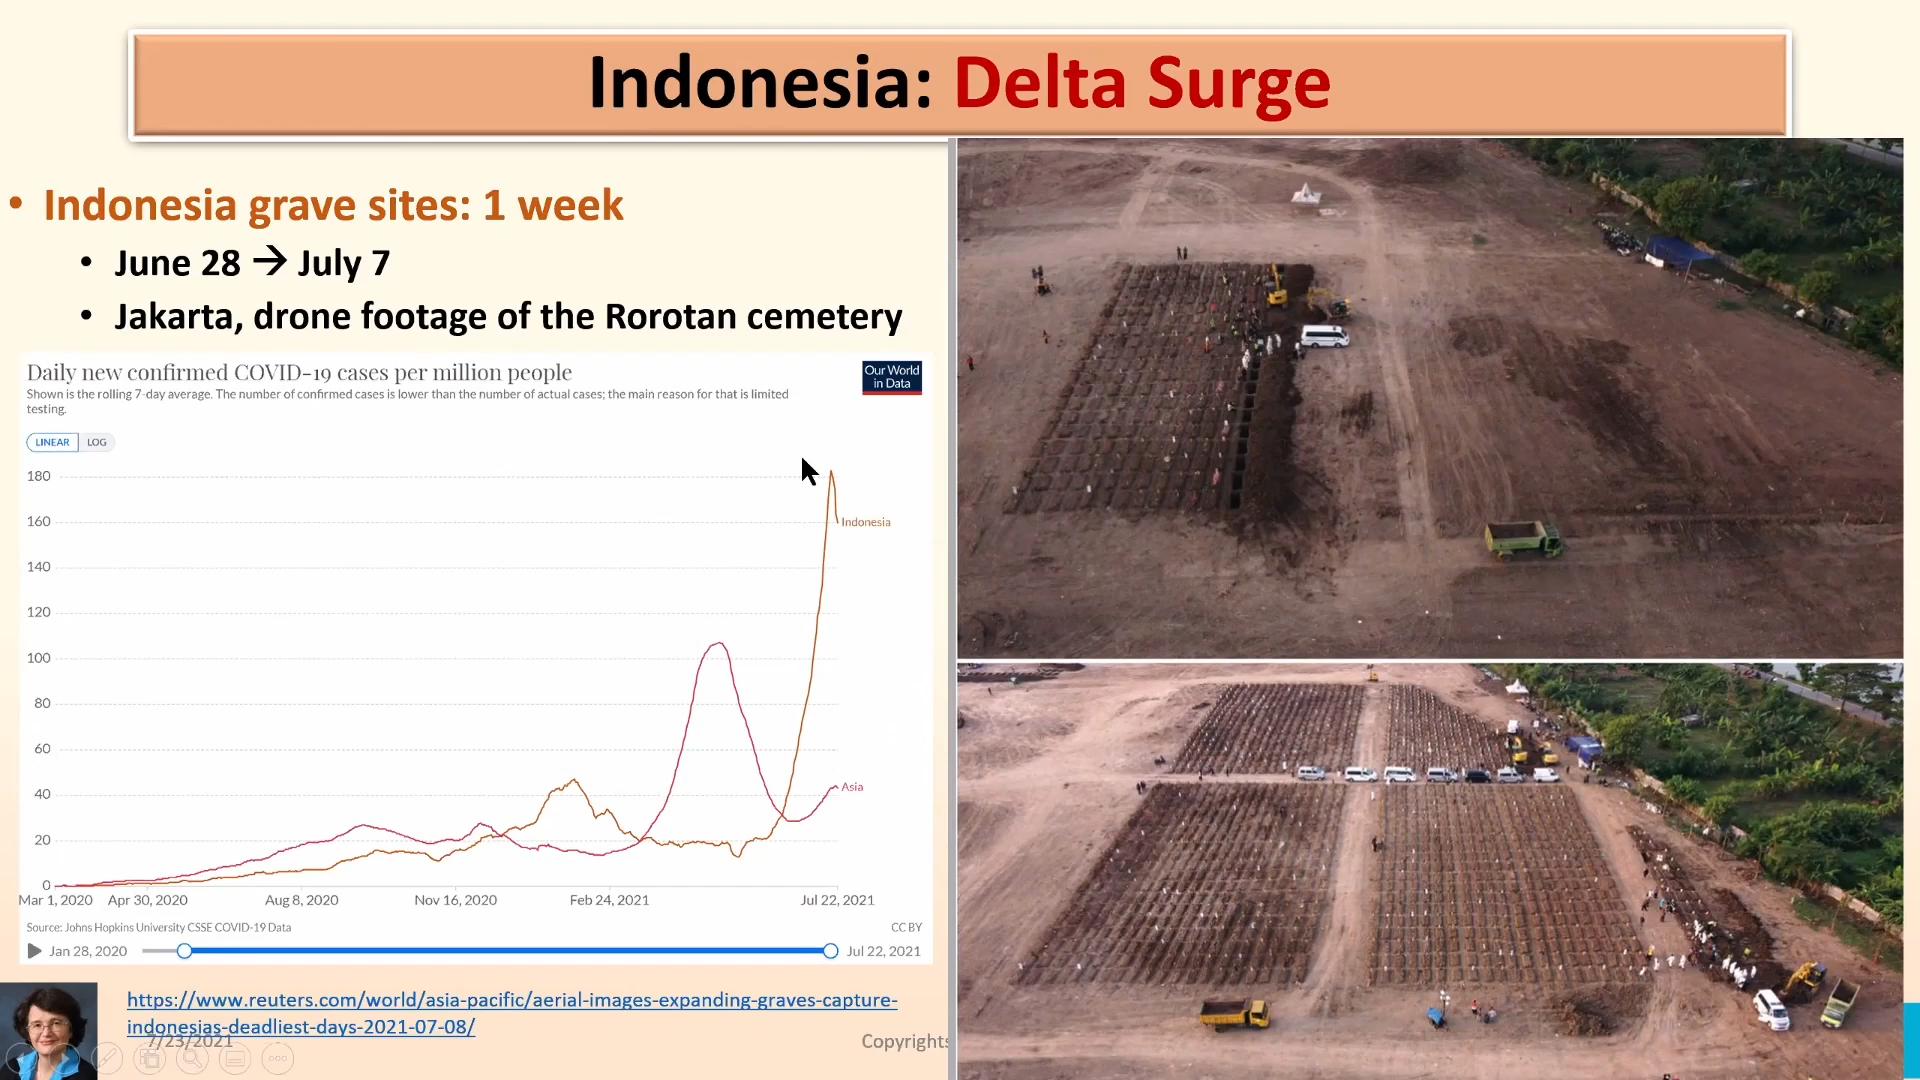 Indonesia: Delta Surge
• Indonesia grave sites: 1 week
• June 28 → July 7
• Jakarta, drone footage of the Rorotan cemetery
Daily new confirmed COVID-19 cases per million people
Shown is the rolling 7-day average. The number of confirmed cases is lower than the number of actual cases; the main reason for that is limited
testing.
Our World
in Data
LINEAR LOG
180
160
Indonesia
140
120
100
80
60
40
Asia
20
0
Mar 1, 2020 Apr 30, 2020 Aug 8, 2020 Nov 16, 2020 Feb 24, 2021 Jul 22, 2021
Source: Johns Hopkins University CSSE COVID-19 Data CC BY
Jan 28, 2020 Jul 22, 2021
https://www.reuters.com/world/asia-pacific/aerial-images-expanding-graves-capture-
indonesias-deadliest-days-2021-07-08/
7/23/2021 Copyrights